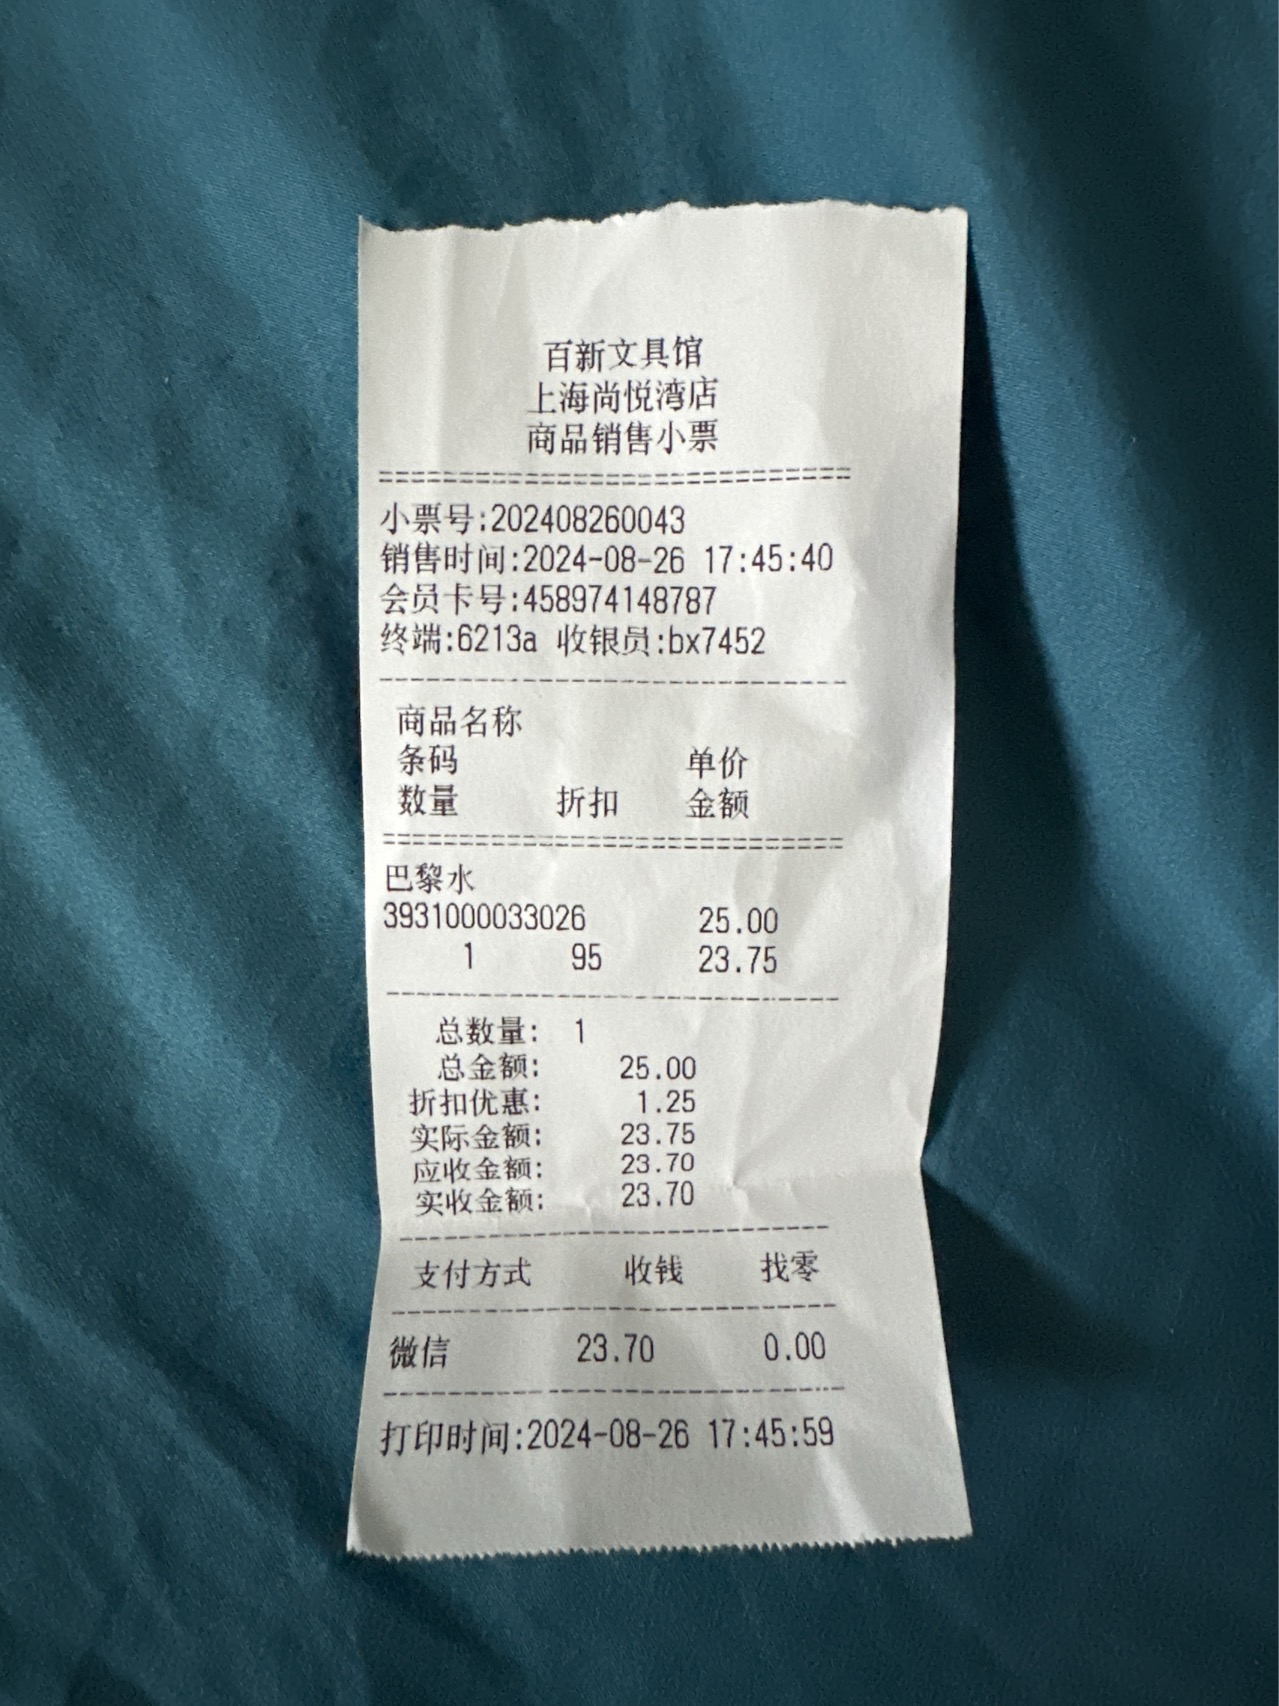 百新文具馆
上海尚悦湾店
商品销售小票
小票号:202408260043
销售时间:2024-08-26 17:45:40
会员卡号:458974148787
终端:6213a 收银员:bx7452
商品名称
条码 单价
数量 折扣 金额
巴黎水
3931000033026 25.00
1 95 23.75
总数量: 1
总金额: 25.00
折扣优惠: 1.25
实际金额: 23.75
应收金额: 23.70
实收金额: 23.70
支付方式 收钱 找零
微信 23.70 0.00
打印时间:2024-08-26 17:45:59